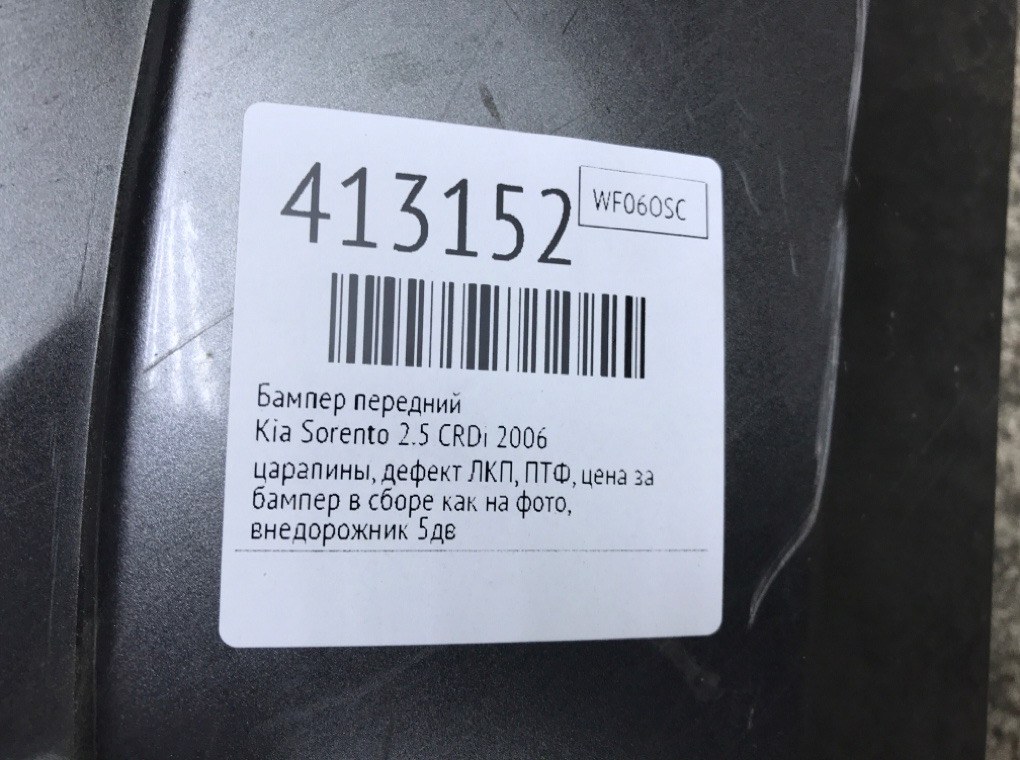 413152
WF06OSC
Бампер передний
Kia Sorento 2.5 CRDi 2006
царапины, дефект ЛКП, ПТФ, цена за
бампер в сборе как на фото,
внедорожник 5дв